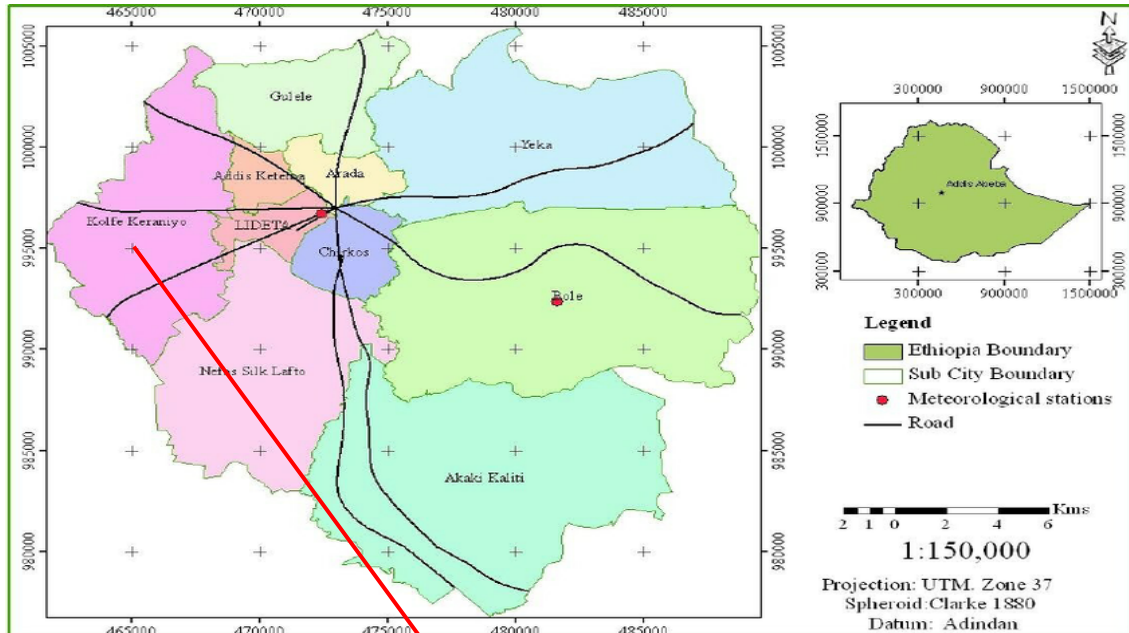 465000 470000 475000 480000 485000
N
1005000
1005000
Gulele
3300000 900000 1500000
1000000
Yeka
1000000
1500000
1500000
Arada
Addis Ketema
Addis Ababa
900000
900000
Kolfe Keraniyo
LIDETA
995000
Chirkos
995000
300000
300000
Bole
300000 900000 1500000
Legend
990000
990000
Ethiopia Boundary
Nefas Silk Lafto
Sub City Boundary
Meteorological stations
Road
985000
Akaki Kaliti
985000
Kms
2 1 0 2 4 6
980000
980000
1:150,000
Projection: UTM. Zone 37
Spheroid:Clarke 1880
Datum: Adindan
465000 470000 475000 480000 485000